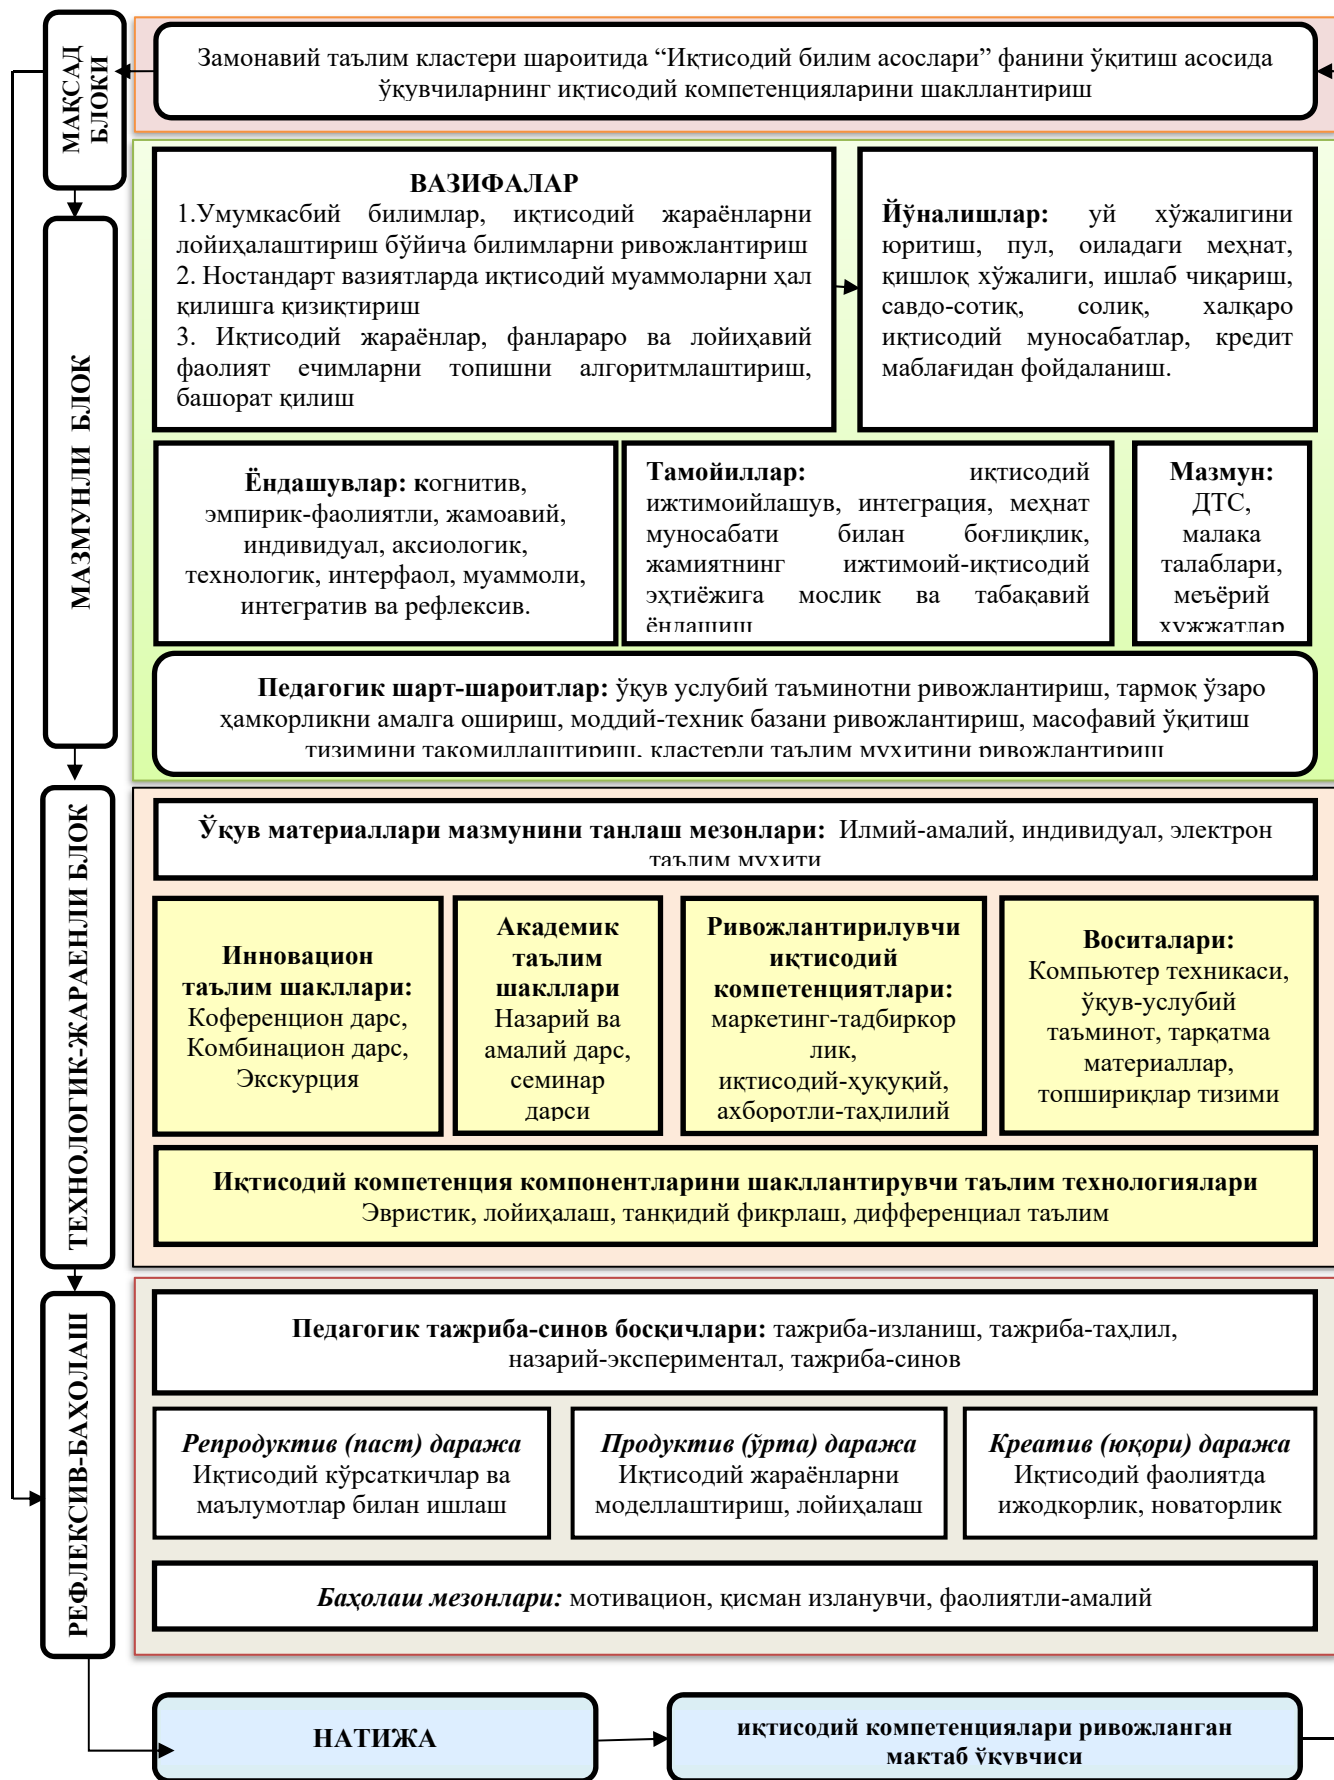 МАҚСАД
БЛОКИ
Замонавий таълим кластери шароитида “Иқтисодий билим асослари” фанини ўқитиш асосида
ўқувчиларнинг иқтисодий компетенцияларини шакллантириш
МАЗМУНЛИ БЛОК
ВАЗИФАЛАР
1.Умумкасбий билимлар, иқтисодий жараёнларни
лойиҳалаштириш бўйича билимларни ривожлантириш
2. Ностандарт вазиятларда иқтисодий муаммоларни ҳал
қилишга қизиқтириш
3. Иқтисодий жараёнлар, фанлараро ва лойиҳавий
фаолият ечимларни топишни алгоритмлаштириш,
башорат қилиш
Йўналишлар: уй хўжалигини
юритиш, пул, оиладаги меҳнат,
қишлоқ хўжалиги, ишлаб чиқариш,
савдо-сотиқ, солиқ, халқаро
иқтисодий муносабатлар, кредит
маблағидан фойдаланиш.
Ёндашувлар: когнитив,
эмпирик-фаолиятли, жамоавий,
индивидуал, аксиологик,
технологик, интерфаол, муаммоли,
интегратив ва рефлексив.
Тамойиллар: иқтисодий
ижтимоийлашув, интеграция, меҳнат
муносабати билан боғлиқлик,
жамиятнинг ижтимоий-иқтисодий
эҳтиёжига мослик ва табақавий
ёндашиш
Мазмун:
ДТС,
малака
талаблари,
меъёрий
ҳужжатлар
Педагогик шарт-шароитлар: ўқув услубий таъминотни ривожлантириш, тармоқ ўзаро
ҳамкорликни амалга ошириш, моддий-техник базани ривожлантириш, масофавий ўқитиш
тизимини такомиллаштириш, кластерли таълим муҳитини ривожлантириш
ТЕХНОЛОГИК-ЖАРАЕНЛИ БЛОК
Ўқув материаллари мазмунини танлаш мезонлари: Илмий-амалий, индивидуал, электрон
таълим муҳити
Инновацион
таълим шакллари:
Коференцион дарс,
Комбинацион дарс,
Экскурция
Академик
таълим
шакллари
Назарий ва
амалий дарс,
семинар
дарси
Ривожлантирилувчи
иқтисодий
компетенциятлари:
маркетинг-тадбиркор
лик,
иқтисодий-ҳуқуқий,
ахборотли-таҳлилий
Воситалари:
Компьютер техникаси,
ўқув-услубий
таъминот, тарқатма
материаллар,
топшириқлар тизими
Иқтисодий компетенция компонентларини шакллантирувчи таълим технологиялари
Эвристик, лойиҳалаш, танқидий фикрлаш, дифференциал таълим
РЕФЛЕКСИВ-БАХОЛАШ
Педагогик тажриба-синов босқичлари: тажриба-изланиш, тажриба-таҳлил,
назарий-экспериментал, тажриба-синов
Репродуктив (паст) даража
Иқтисодий кўрсаткичлар ва
маълумотлар билан ишлаш
Продуктив (ўрта) даража
Иқтисодий жараёнларни
моделлаштириш, лойиҳалаш
Креатив (юқори) даража
Иқтисодий фаолиятда
ижодкорлик, новаторлик
Баҳолаш мезонлари: мотивацион, қисман изланувчи, фаолиятли-амалий
НАТИЖА
иқтисодий компетенциялари ривожланган
мактаб ўқувчиси